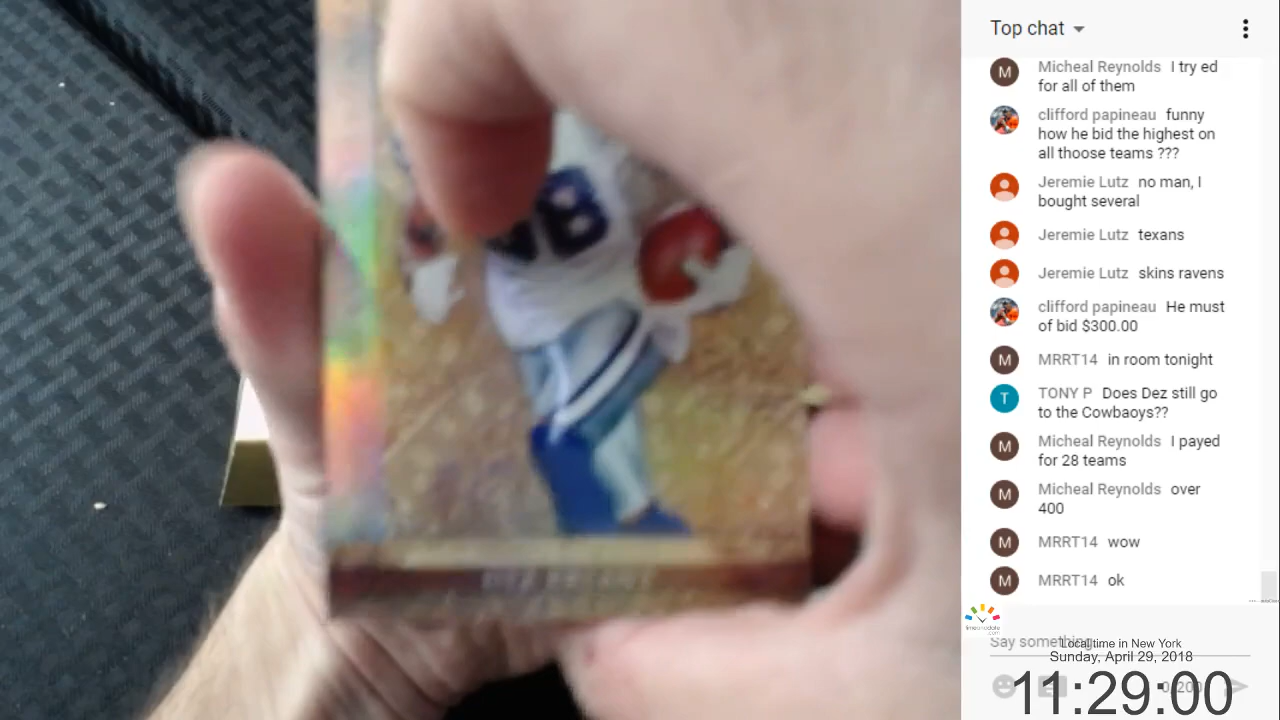 Top chat
Micheal Reynolds I try ed
for all of them
clifford papineau funny
how he bid the highest on
all thoose teams ???
Jeremie Lutz no man, I
bought several
Jeremie Lutz texans
Jeremie Lutz skins ravens
clifford papineau He must
of bid $300.00
MRRT14 in room tonight
TONY P Does Dez still go
to the Cowbaoys??
Micheal Reynolds I payed
for 28 teams
Micheal Reynolds over
400
MRRT14 wow
MRRT14 ok
Say something...
Local time in New York
Sunday, April 29, 2018
0/200
11:29:00